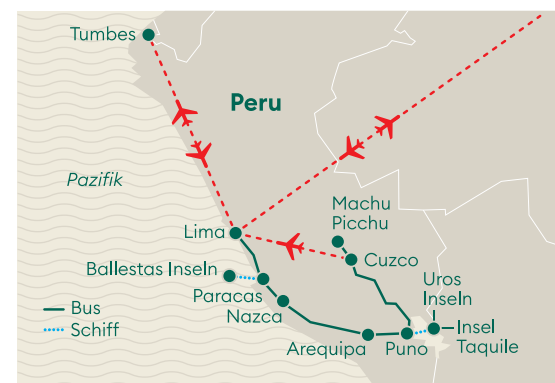 Tumbes
Peru
Pazifik
Machu
Picchu
Lima
Cuzco
Ballestas Inseln
Uros
Inseln
Paracas
Nazca
Bus
Schiff
Insel
Taquile
Arequipa
Puno